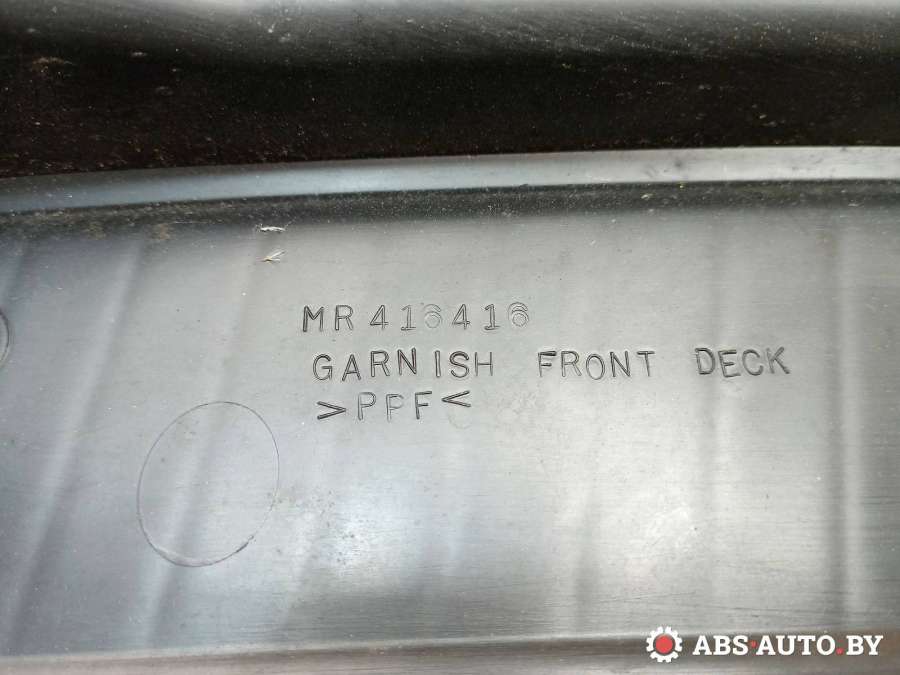 MR416416
GARNISH FRONT DECK
>PPF<
ABS-AUTO.BY